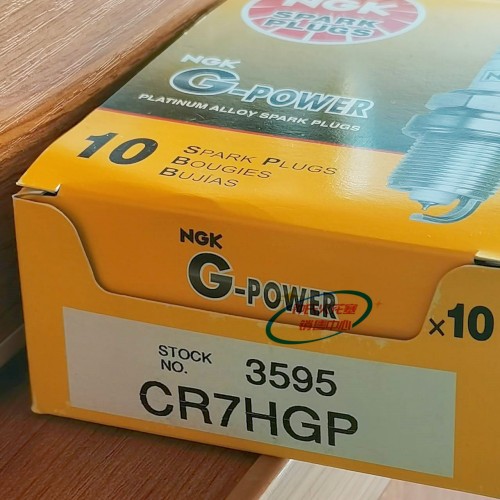 NGK
SPARK
PLUGS
NGK
G-POWER
PLATINUM ALLOY SPARK PLUGS
10
SPARK PLUGS
BOUGIES
BUJÍAS
NGK
G-POWER
×10
STOCK NO. 3595
CR7HGP